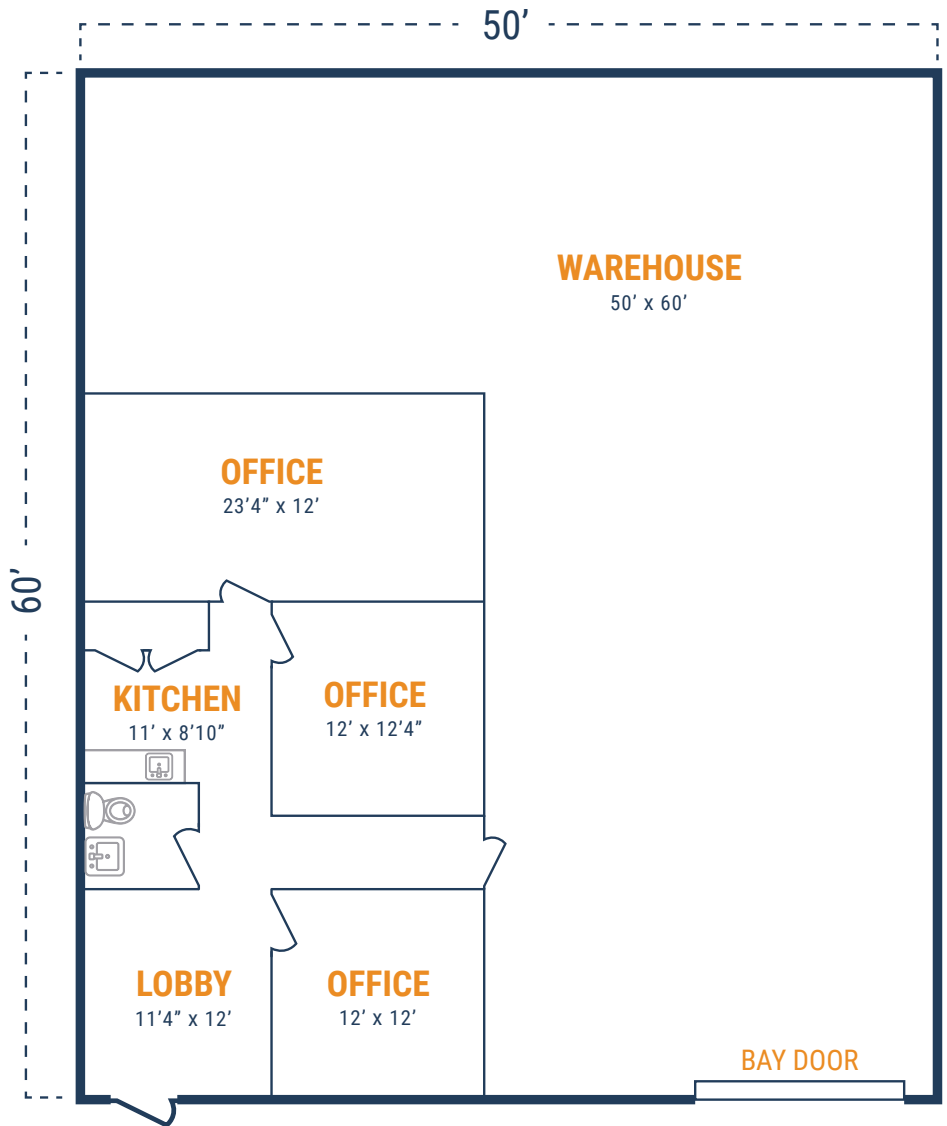 50’
WAREHOUSE
50’ x 60’
OFFICE
23’4” x 12’
60’
KITCHEN
11’ x 8’10”
OFFICE
12’ x 12’4”
LOBBY
11’4” x 12’
OFFICE
12’ x 12’
BAY DOOR